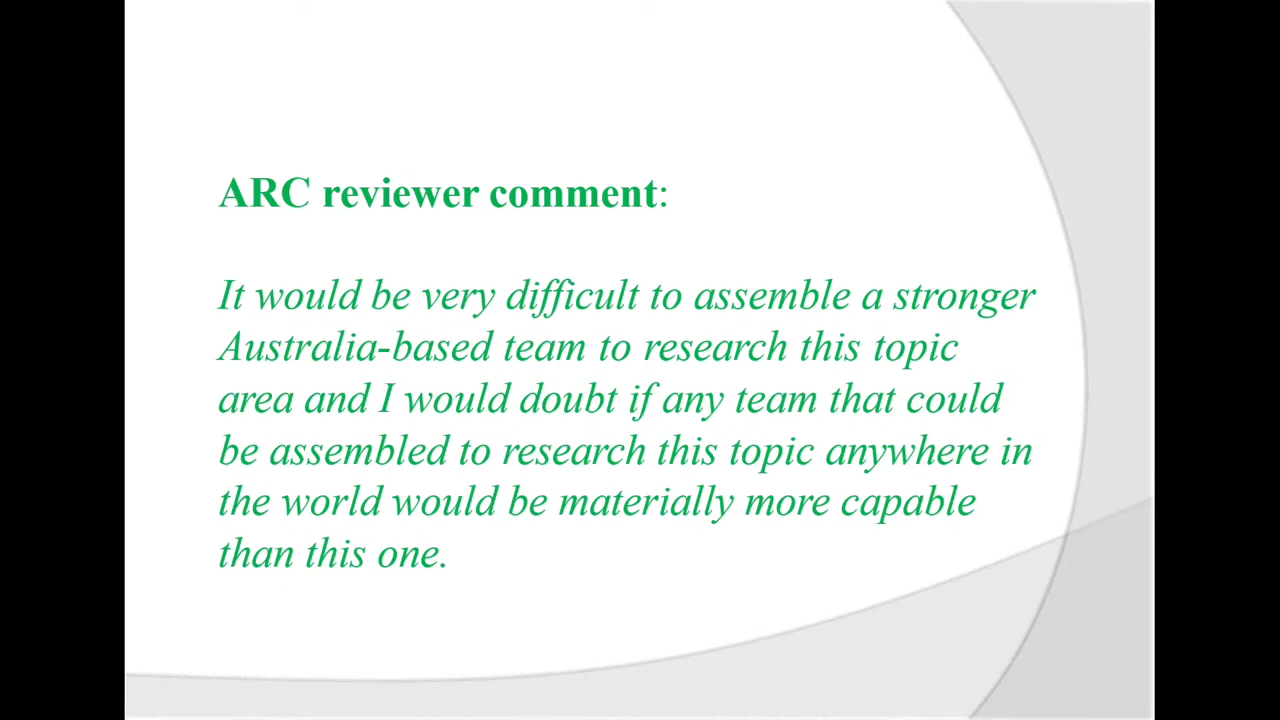 ARC reviewer comment:
It would be very difficult to assemble a stronger
Australia-based team to research this topic
area and I would doubt if any team that could
be assembled to research this topic anywhere in
the world would be materially more capable
than this one.